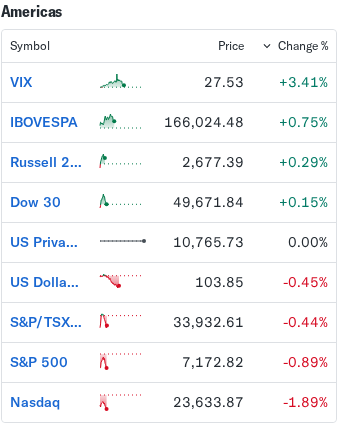 Americas
Symbol Price Change %
VIX 27.53 +3.41%
IBOVESPA 166,024.48 +0.75%
Russell 2... 2,677.39 +0.29%
Dow 30 49,671.84 +0.15%
US Priva... 10,765.73 0.00%
US Dolla... 103.85 -0.45%
S&P/TSX... 33,932.61 -0.44%
S&P 500 7,172.82 -0.89%
Nasdaq 23,633.87 -1.89%